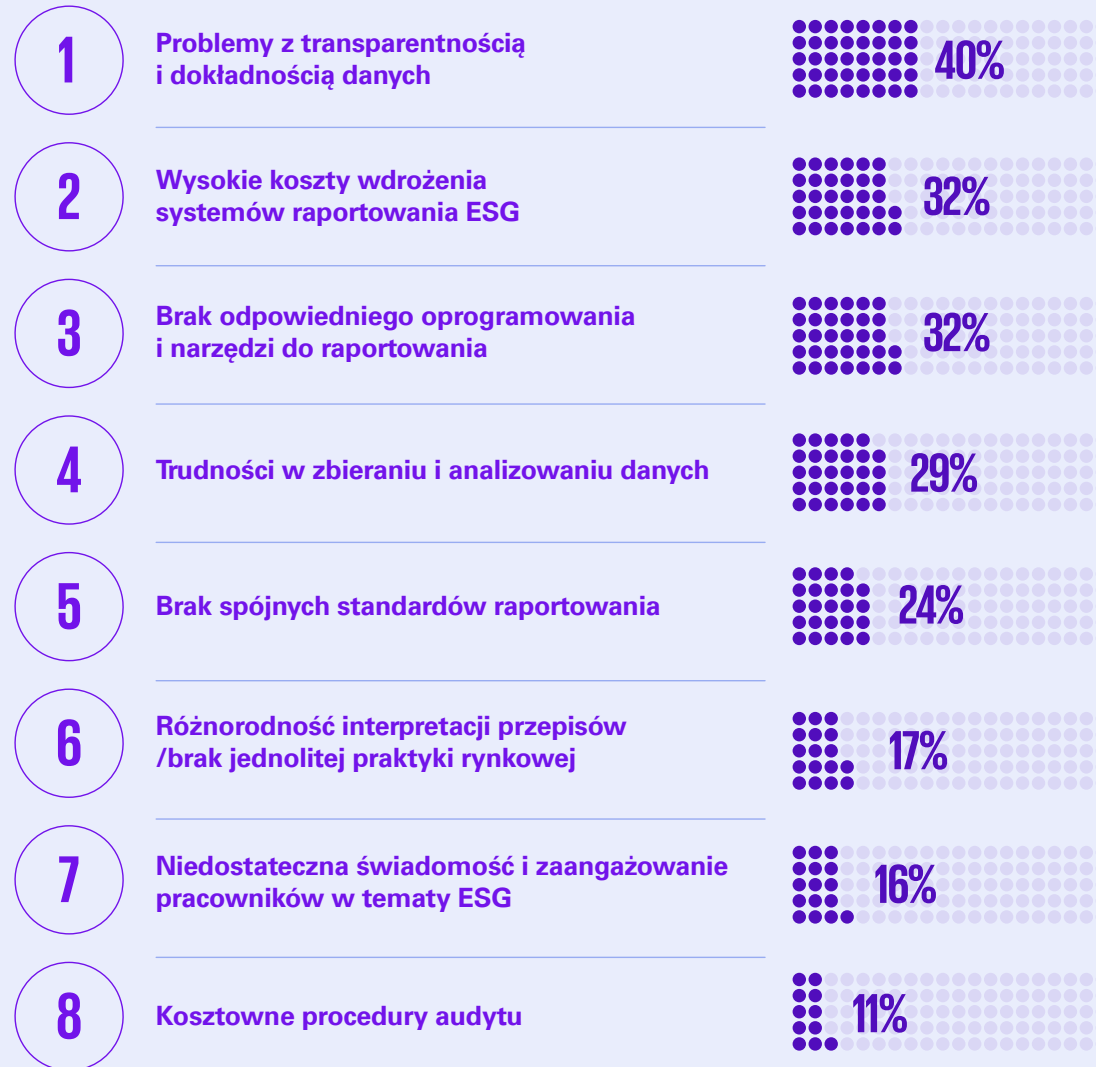 1
Problemy z transparentnością
i dokładnością danych
40%
2
Wysokie koszty wdrożenia
systemów raportowania ESG
32%
3
Brak odpowiedniego oprogramowania
i narzędzi do raportowania
32%
4
Trudności w zbieraniu i analizowaniu danych
29%
5
Brak spójnych standardów raportowania
24%
6
Różnorodność interpretacji przepisów
/brak jednolitej praktyki rynkowej
17%
7
Niedostateczna świadomość i zaangażowanie
pracowników w tematy ESG
16%
8
Kosztowne procedury audytu
11%